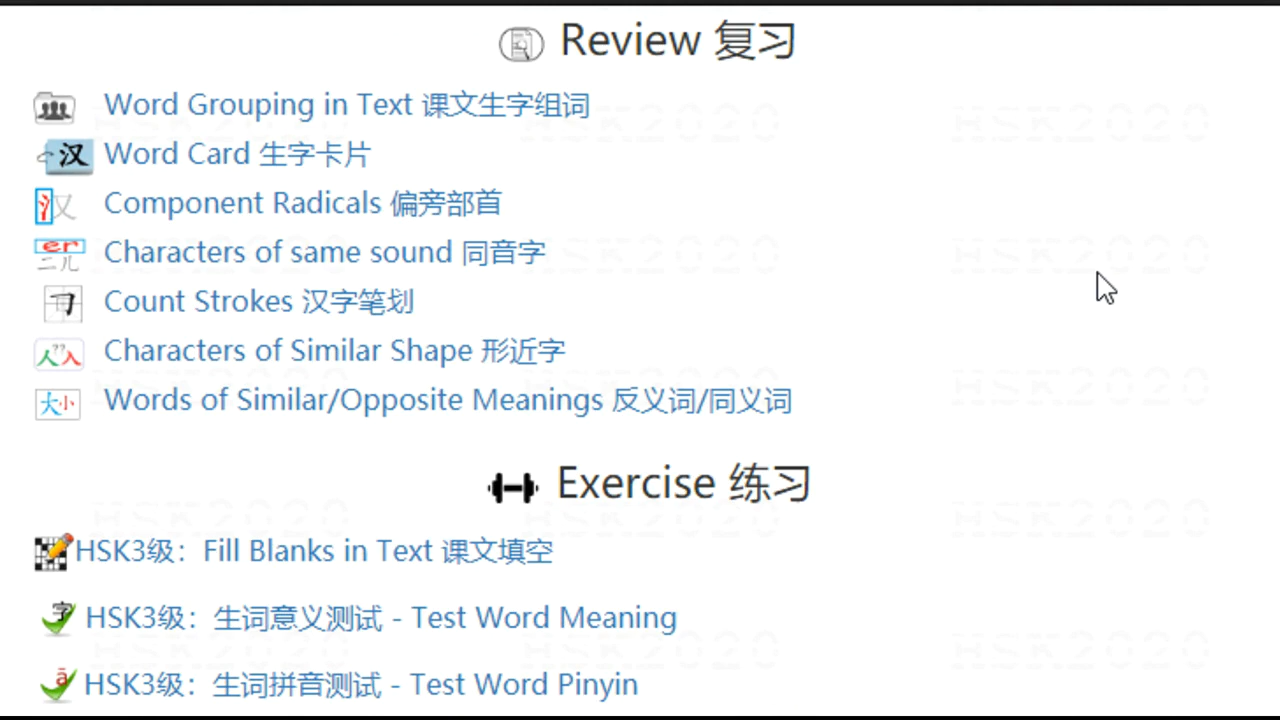 Review 复习
Word Grouping in Text 课文生字组词
汉 Word Card 生字卡片
汉 Component Radicals 偏旁部首
er 二儿 Characters of same sound 同音字
Count Strokes 汉字笔划
人??入 Characters of Similar Shape 形近字
大小 Words of Similar/Opposite Meanings 反义词/同义词
Exercise 练习
HSK3级：Fill Blanks in Text 课文填空
字 HSK3级：生词意义测试 - Test Word Meaning
ā HSK3级：生词拼音测试 - Test Word Pinyin
HSK2020